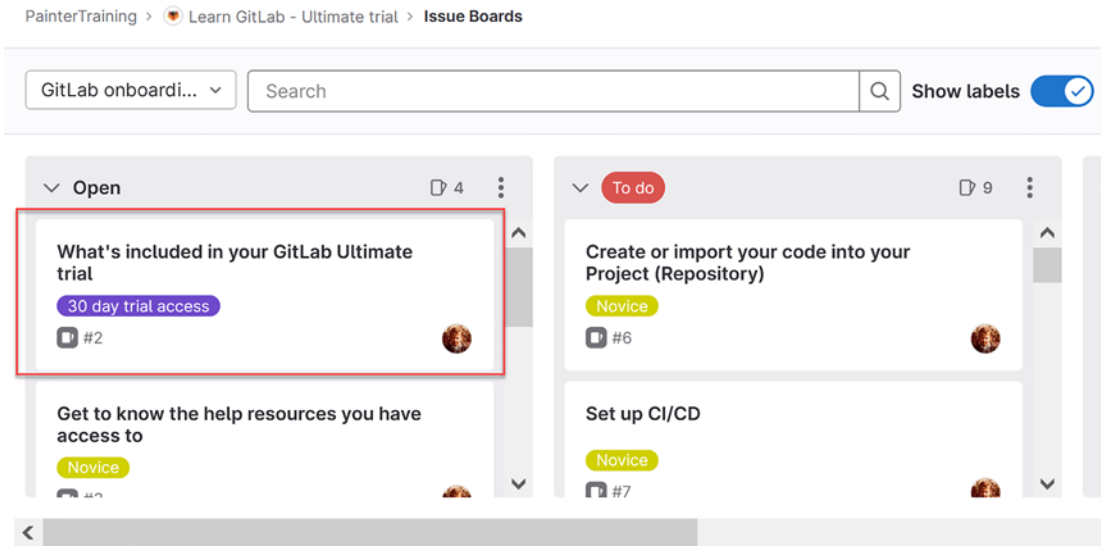 PainterTraining > Learn GitLab - Ultimate trial > Issue Boards
GitLab onboardi... Search Show labels
Open 4
What's included in your GitLab Ultimate
trial
30 day trial access
#2
Get to know the help resources you have
access to
Novice
To do 9
Create or import your code into your
Project (Repository)
Novice
#6
Set up CI/CD
Novice
#7